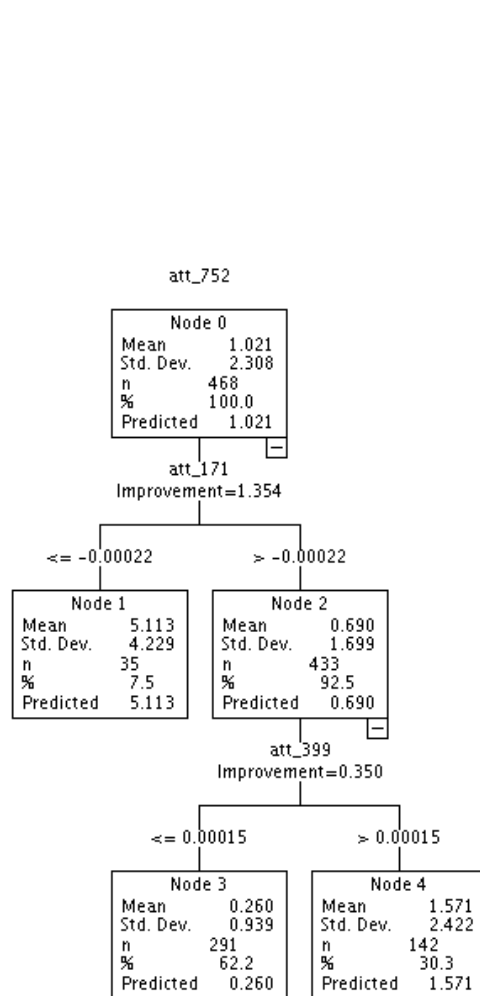 att_752
Node 0
Mean 1.021
Std. Dev. 2.308
n 468
% 100.0
Predicted 1.021
att_171
Improvement=1.354
<= -0.00022
> -0.00022
Node 1
Mean 5.113
Std. Dev. 4.229
n 35
% 7.5
Predicted 5.113
Node 2
Mean 0.690
Std. Dev. 1.699
n 433
% 92.5
Predicted 0.690
att_399
Improvement=0.350
<= 0.00015
> 0.00015
Node 3
Mean 0.260
Std. Dev. 0.939
n 291
% 62.2
Predicted 0.260
Node 4
Mean 1.571
Std. Dev. 2.422
n 142
% 30.3
Predicted 1.571